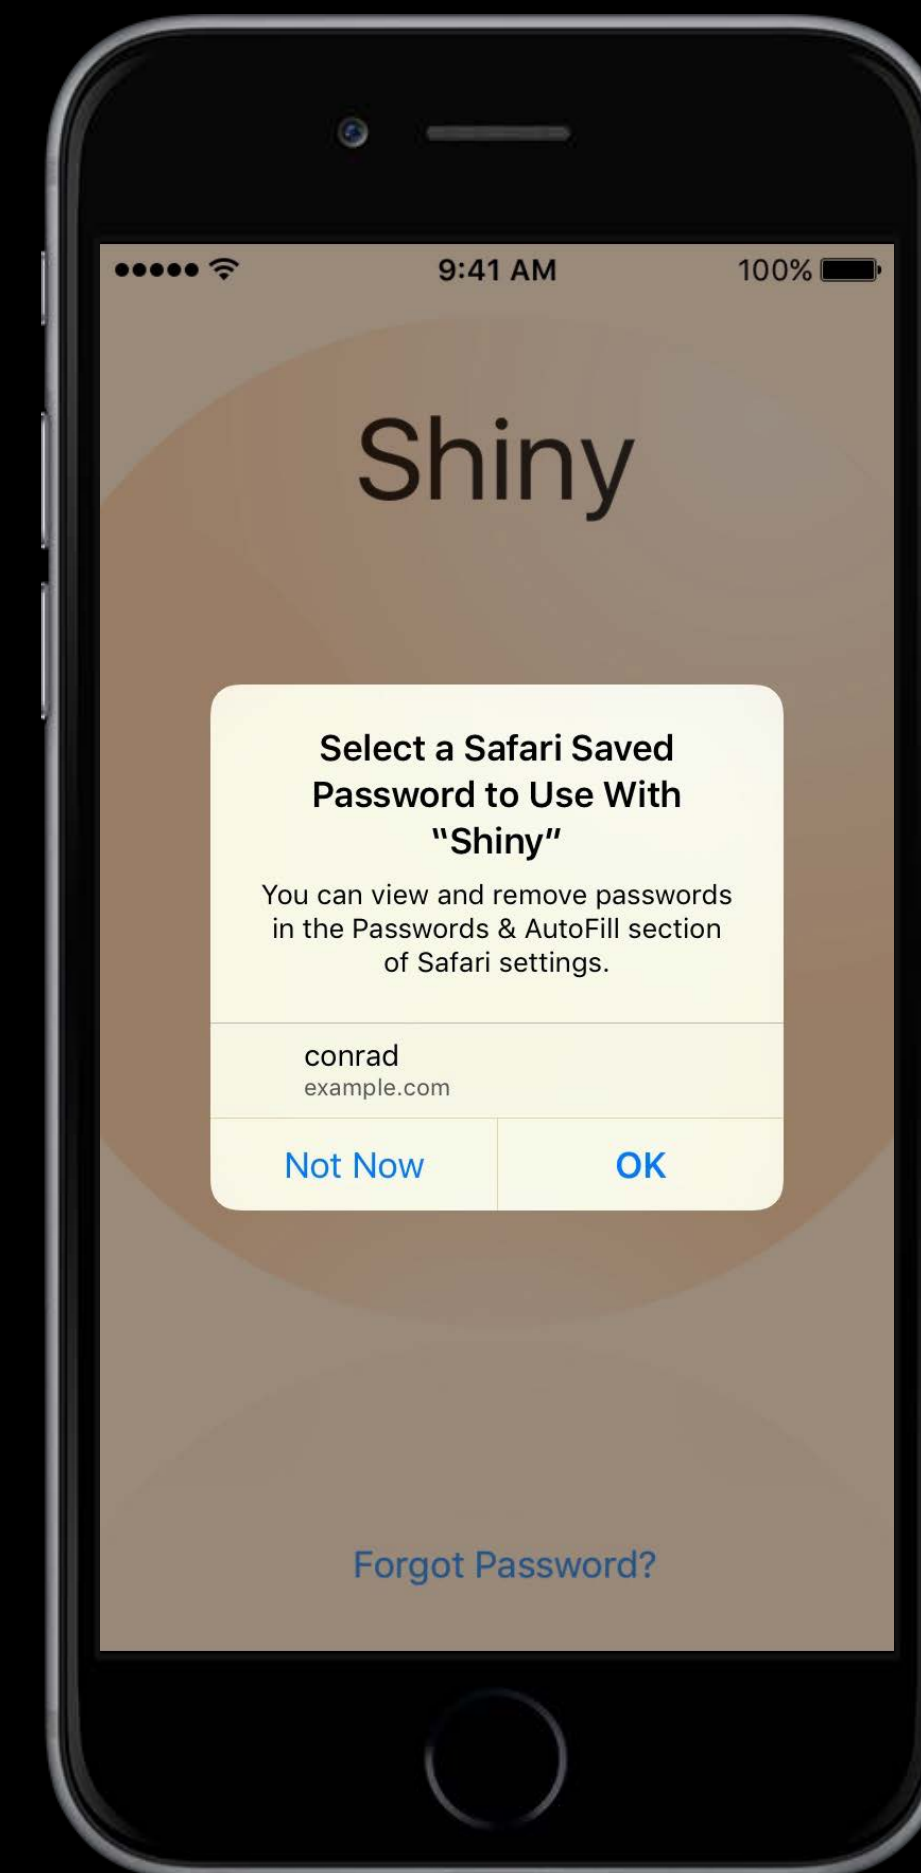 9:41 AM 100%
Shiny
Select a Safari Saved
Password to Use With
“Shiny”
You can view and remove passwords
in the Passwords & AutoFill section
of Safari settings.
conrad
example.com
Not Now OK
Forgot Password?